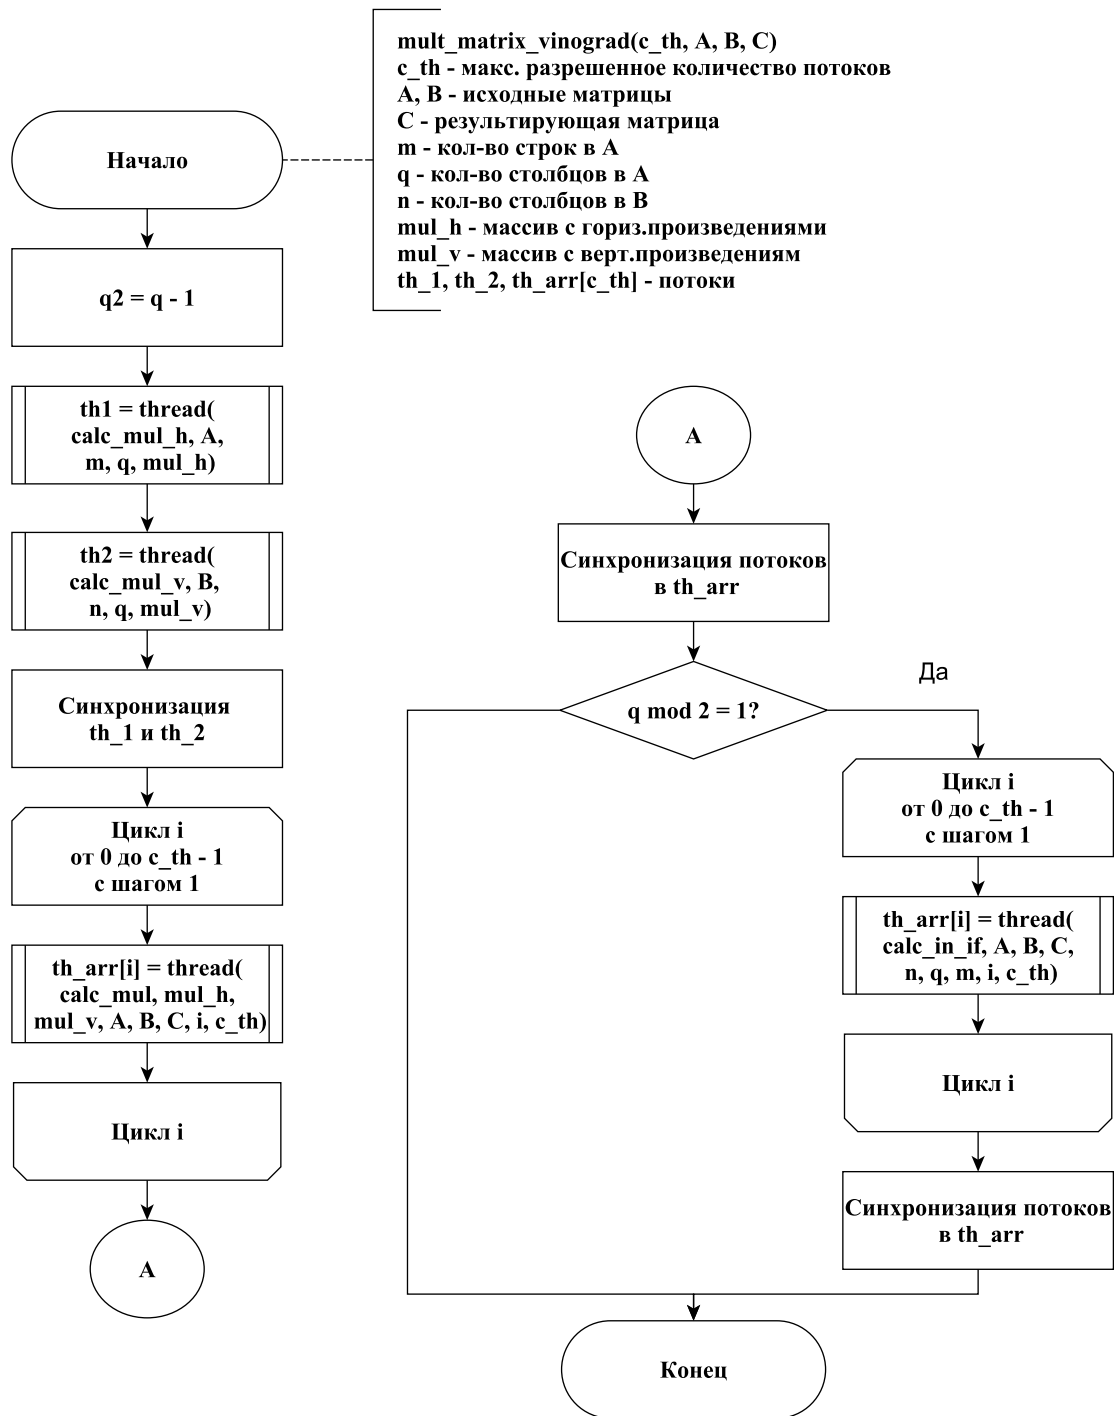 mult_matrix_vinograd(c_th, A, B, C)
c_th - макс. разрешенное количество потоков
A, B - исходные матрицы
C - результирующая матрица
m - кол-во строк в A
q - кол-во столбцов в A
n - кол-во столбцов в B
mul_h - массив с гориз.произведениями
mul_v - массив с верт.произведениям
th_1, th_2, th_arr[c_th] - потоки
Начало
q2 = q - 1
th1 = thread(
calc_mul_h, A,
m, q, mul_h)
th2 = thread(
calc_mul_v, B,
n, q, mul_v)
Синхронизация
th_1 и th_2
Цикл i
от 0 до c_th - 1
с шагом 1
th_arr[i] = thread(
calc_mul, mul_h,
mul_v, A, B, C, i, c_th)
Цикл i
A
A
Синхронизация потоков
в th_arr
q mod 2 = 1?
Да
Цикл i
от 0 до c_th - 1
с шагом 1
th_arr[i] = thread(
calc_in_if, A, B, C,
n, q, m, i, c_th)
Цикл i
Синхронизация потоков
в th_arr
Конец